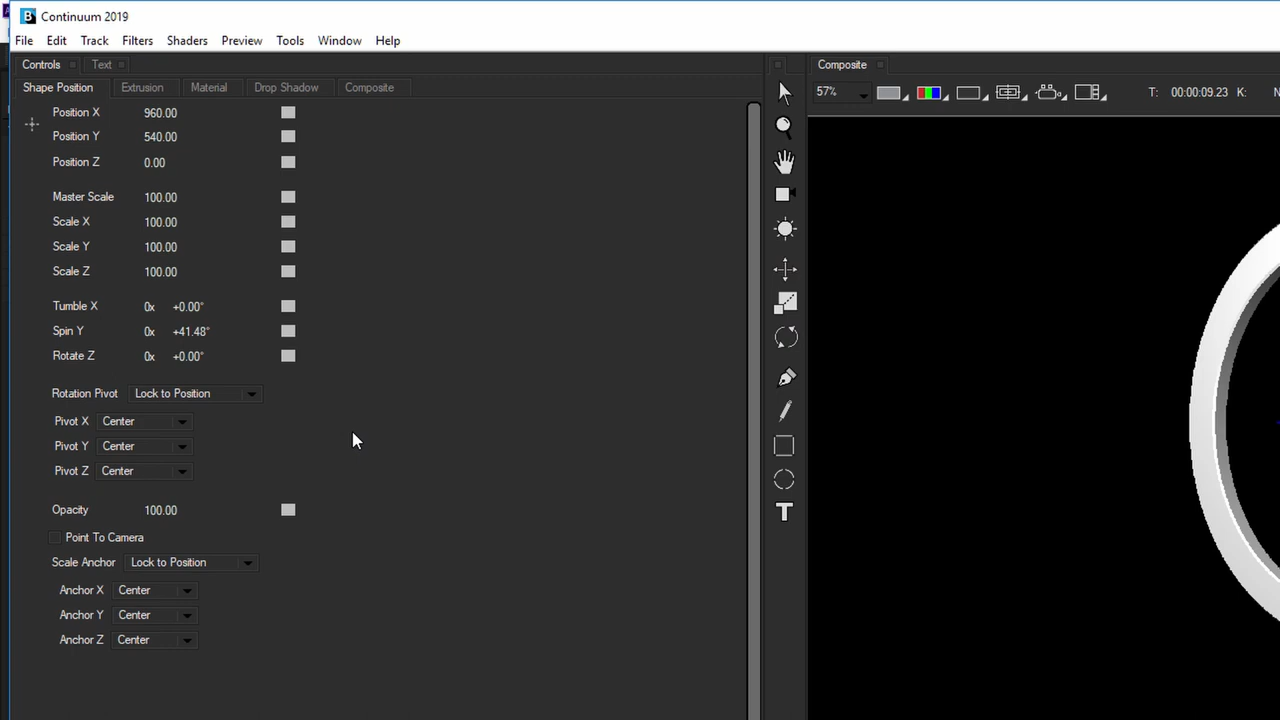 Continuum 2019
File Edit Track Filters Shaders Preview Tools Window Help
Controls Text
Composite
Shape Position Extrusion Material Drop Shadow Composite
57% T: 00:00:09.23 K:
Position X 960.00
Position Y 540.00
Position Z 0.00
Master Scale 100.00
Scale X 100.00
Scale Y 100.00
Scale Z 100.00
Tumble X 0x +0.00°
Spin Y 0x +41.48°
Rotate Z 0x +0.00°
Rotation Pivot Lock to Position
Pivot X Center
Pivot Y Center
Pivot Z Center
Opacity 100.00
Point To Camera
Scale Anchor Lock to Position
Anchor X Center
Anchor Y Center
Anchor Z Center